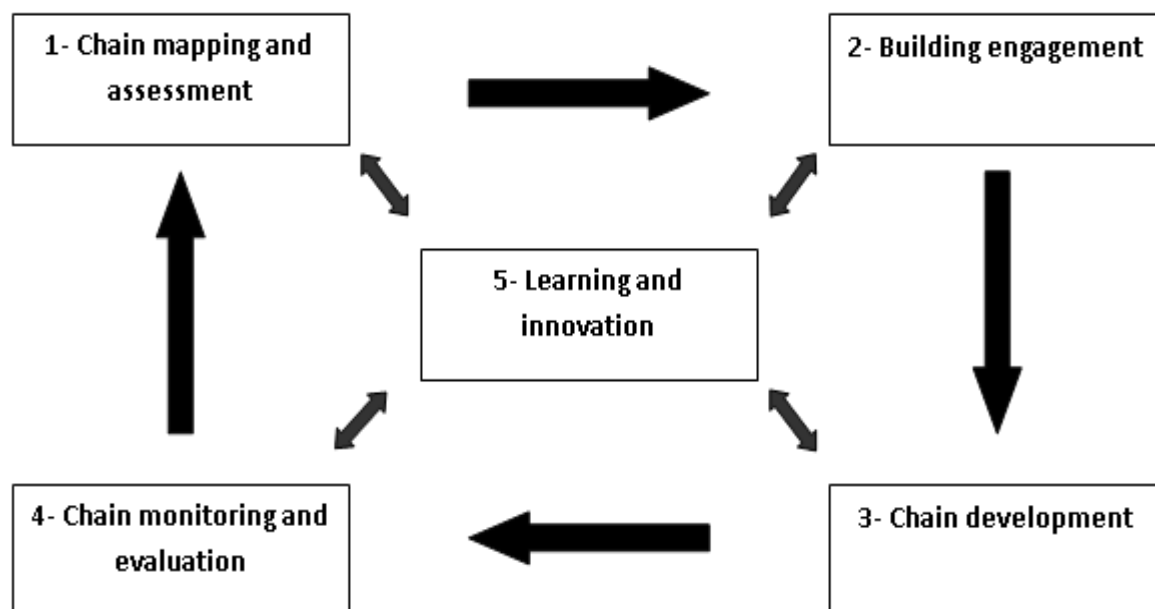 1- Chain mapping and
assessment
2- Building engagement
5- Learning and
innovation
4- Chain monitoring and
evaluation
3- Chain development